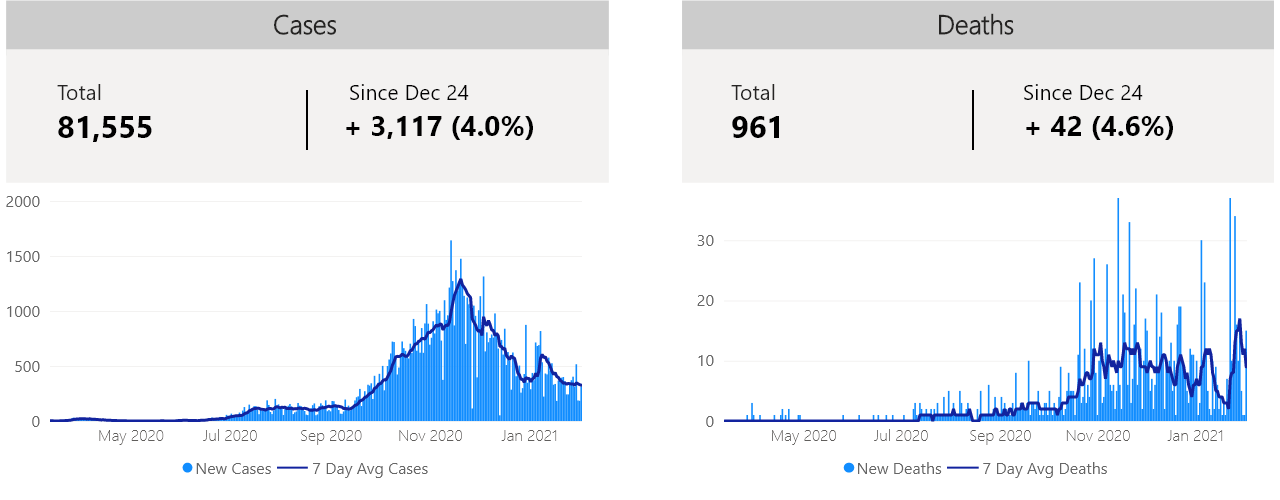 Cases
Total
81,555
Since Dec 24
+ 3,117 (4.0%)
2000
1500
1000
500
0
May 2020 Jul 2020 Sep 2020 Nov 2020 Jan 2021
New Cases 7 Day Avg Cases
Deaths
Total
961
Since Dec 24
+ 42 (4.6%)
30
20
10
0
May 2020 Jul 2020 Sep 2020 Nov 2020 Jan 2021
New Deaths 7 Day Avg Deaths